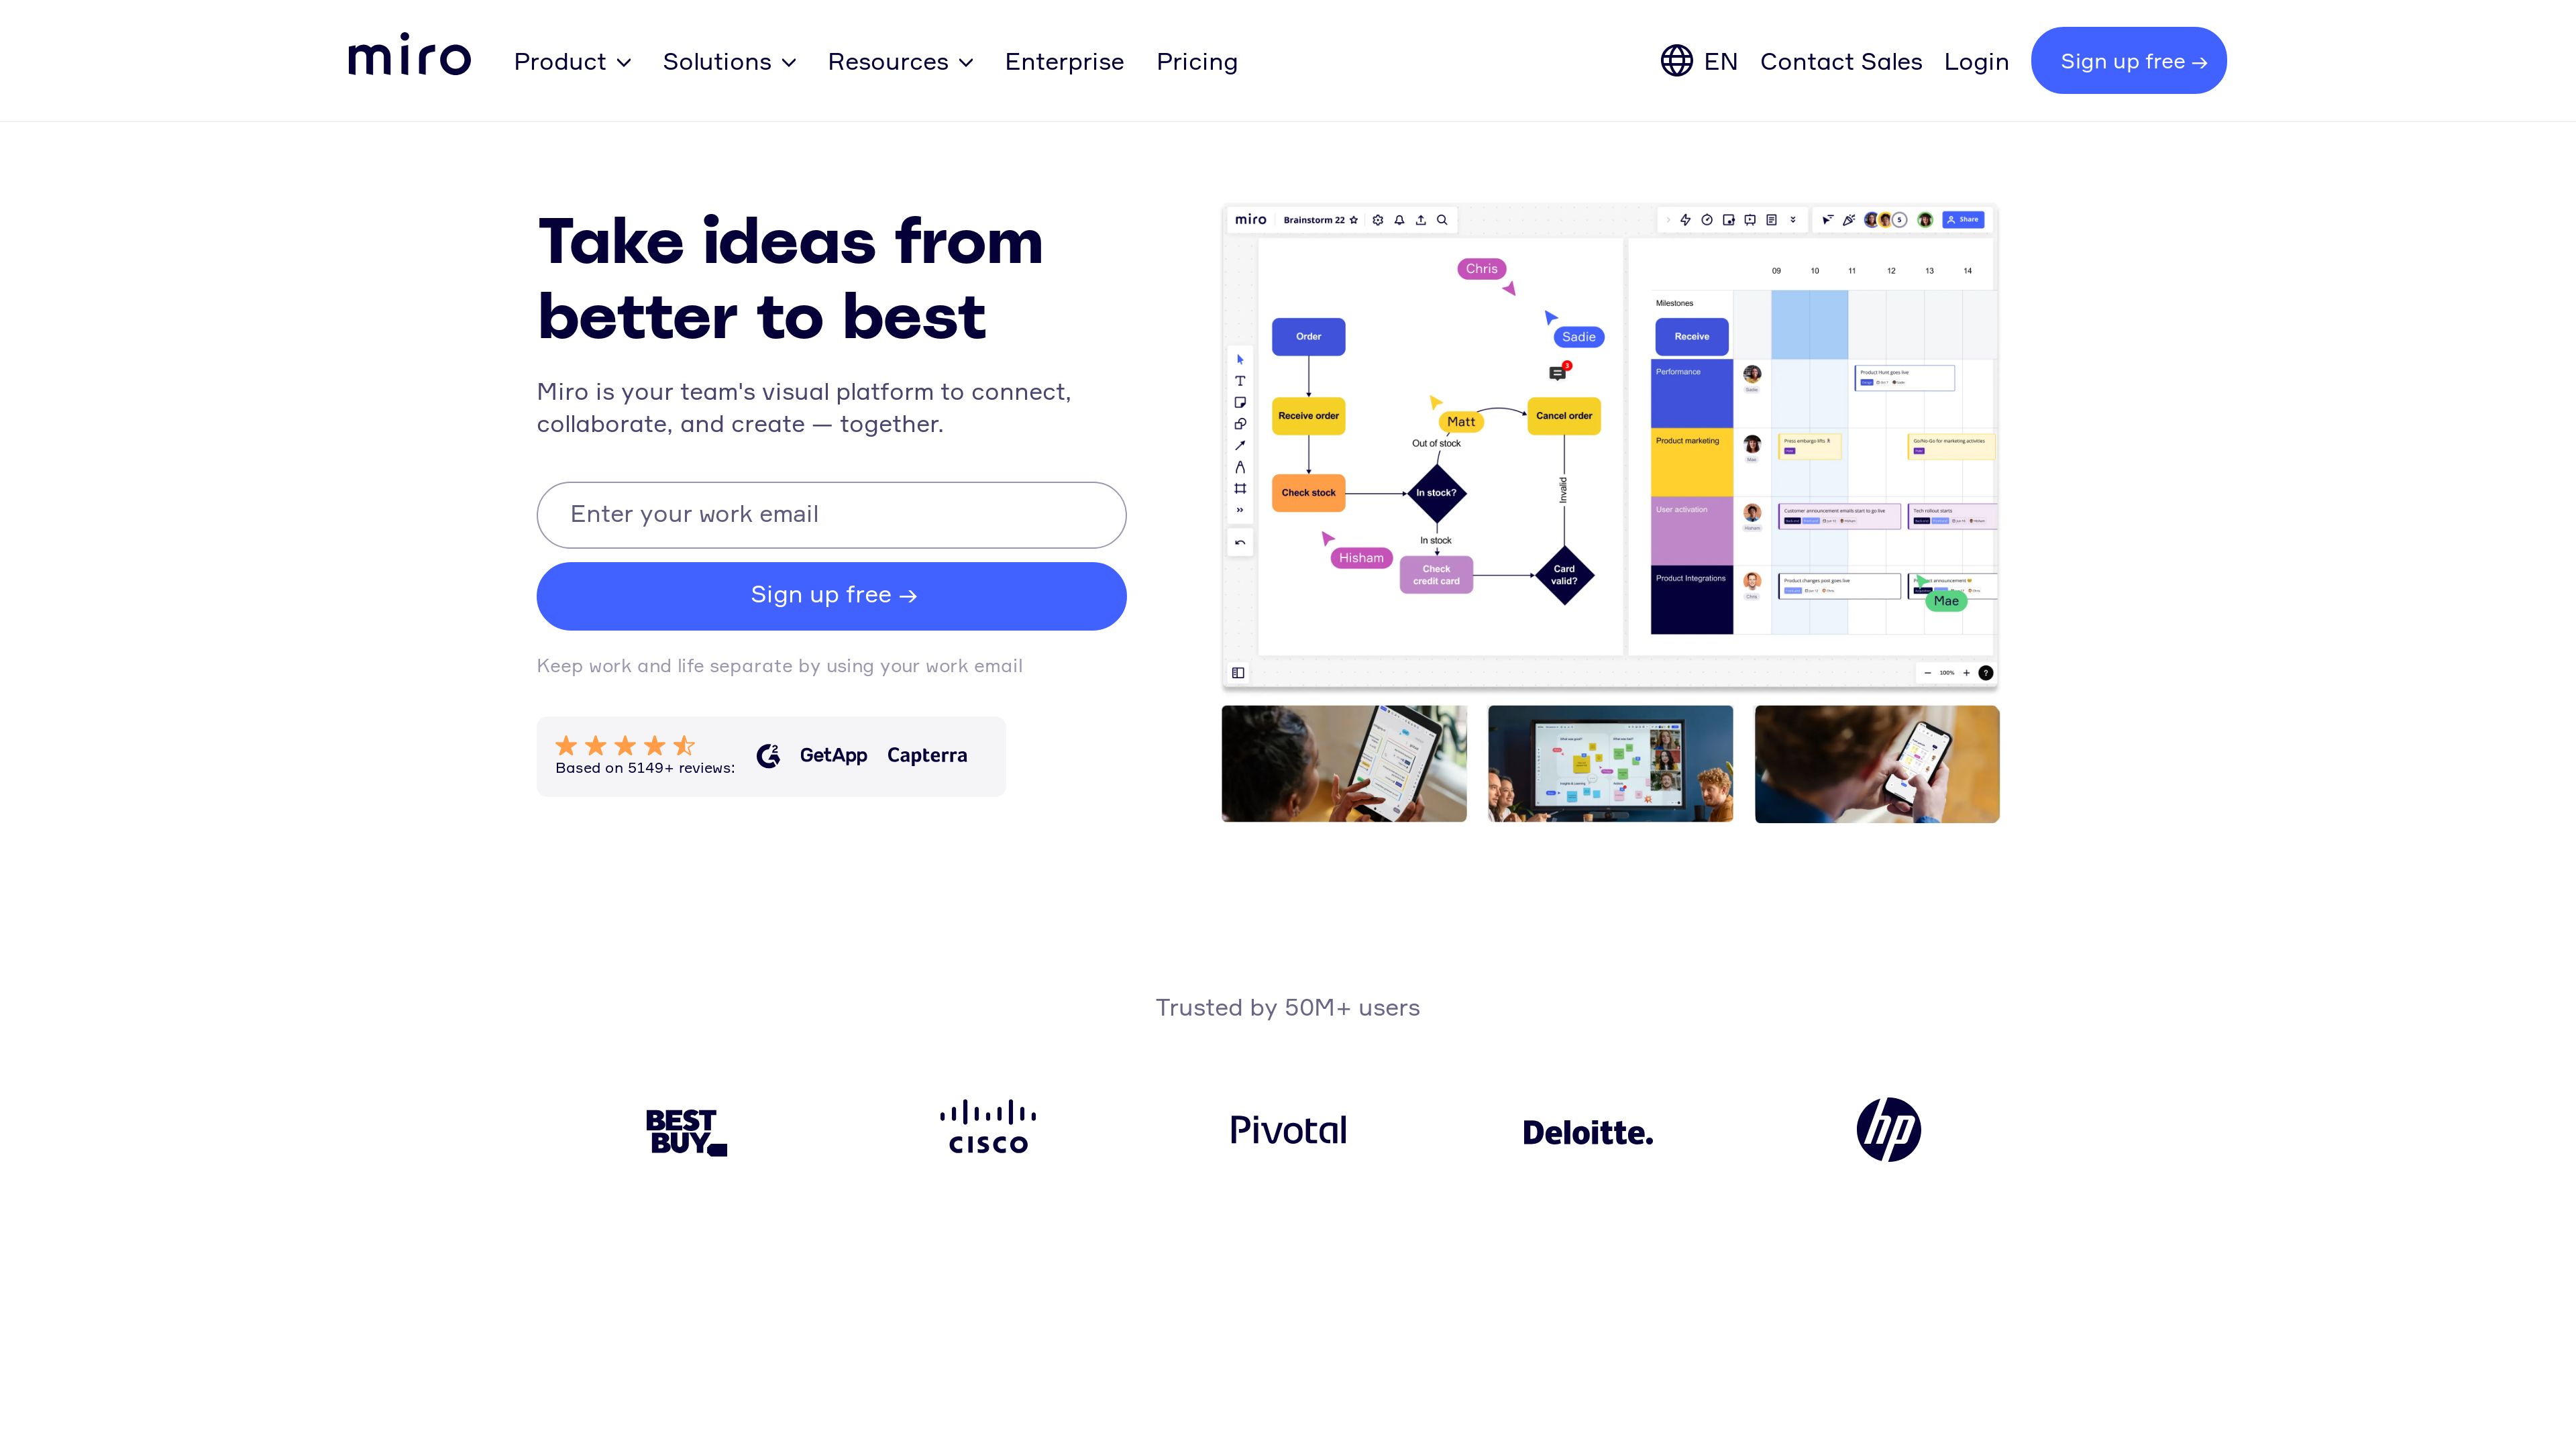 miro
Product
Solutions
Resources
Enterprise
Pricing
EN
Contact Sales
Login
Sign up free →
Take ideas from
better to best
Miro is your team's visual platform to connect,
collaborate, and create — together.
Enter your work email
Sign up free →
Keep work and life separate by using your work email
Based on 5149+ reviews:
G2
GetApp
Capterra
miro
Brainstorm 22
5
Share
Chris
Sadie
3
Order
Receive order
Check stock
Matt
Out of stock
Cancel order
In stock?
Invalid
In stock
Hisham
Check
credit card
Card
valid?
09 10 11 12 13 14
Milestones
Receive
Performance
Sadie
Product Hunt goes live
Product marketing
Mae
Press embargo lifts
Go/No-Go for marketing activities
User activation
Hisham
Customer announcement emails start to go live
Tech rollout starts
Product Integrations
Chris
Product changes post goes live
announcement
Mae
100%
?
Trusted by 50M+ users
BEST
BUY
CISCO
Pivotal
Deloitte.
hp